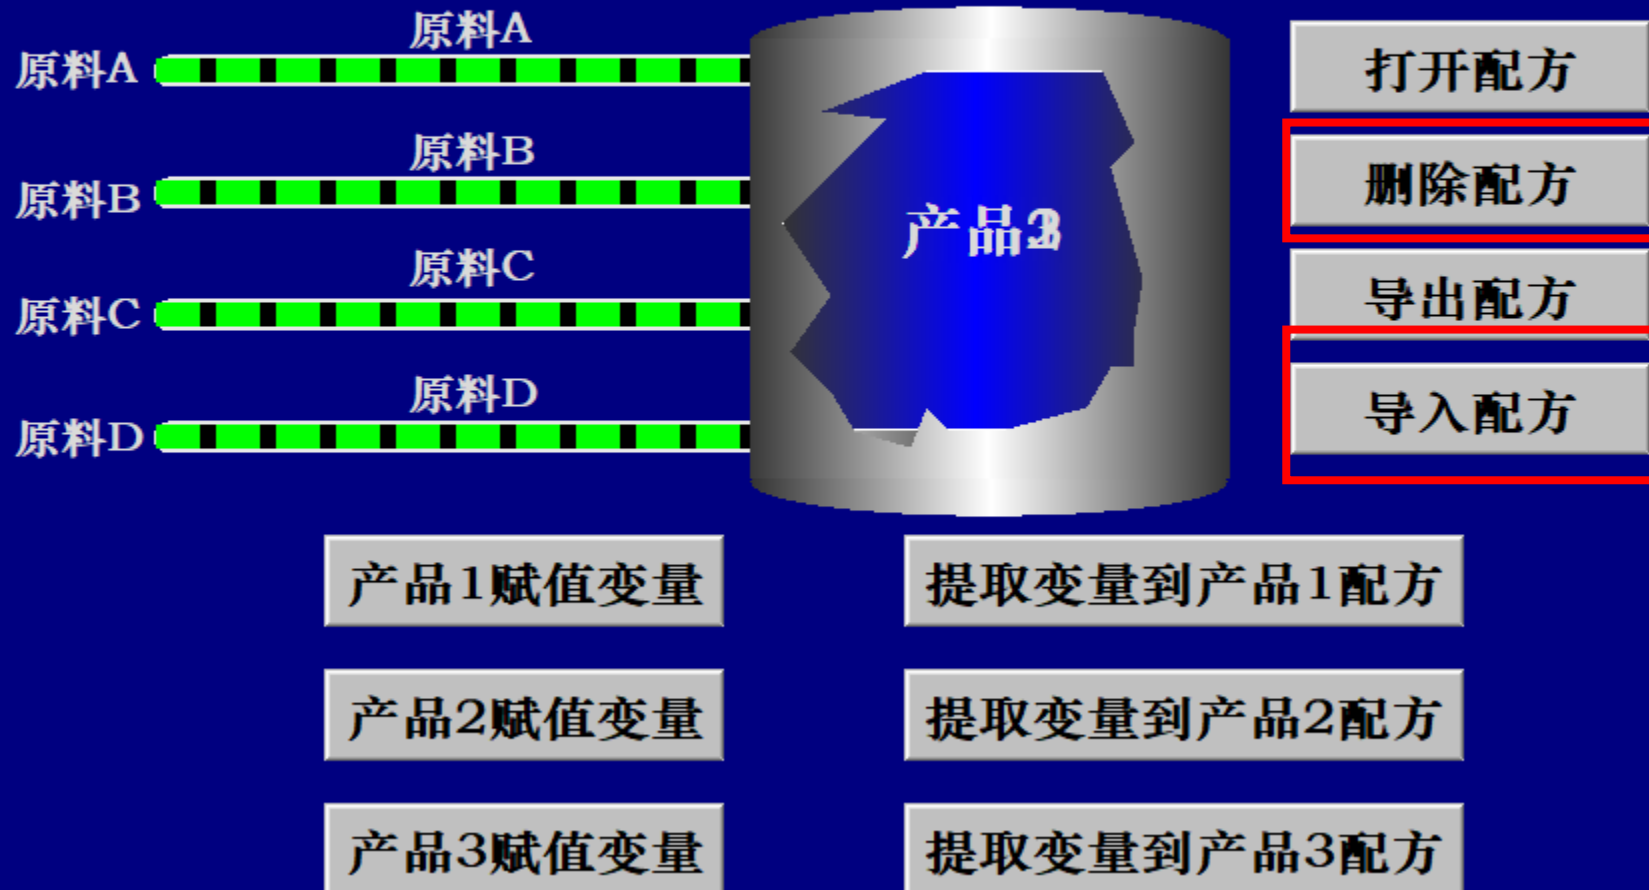 原料A
原料A
打开配方
原料B
原料B
删除配方
产品
原料C
原料C
导出配方
原料D
原料D
导入配方
产品1赋值变量
提取变量到产品1配方
产品2赋值变量
提取变量到产品2配方
产品3赋值变量
提取变量到产品3配方